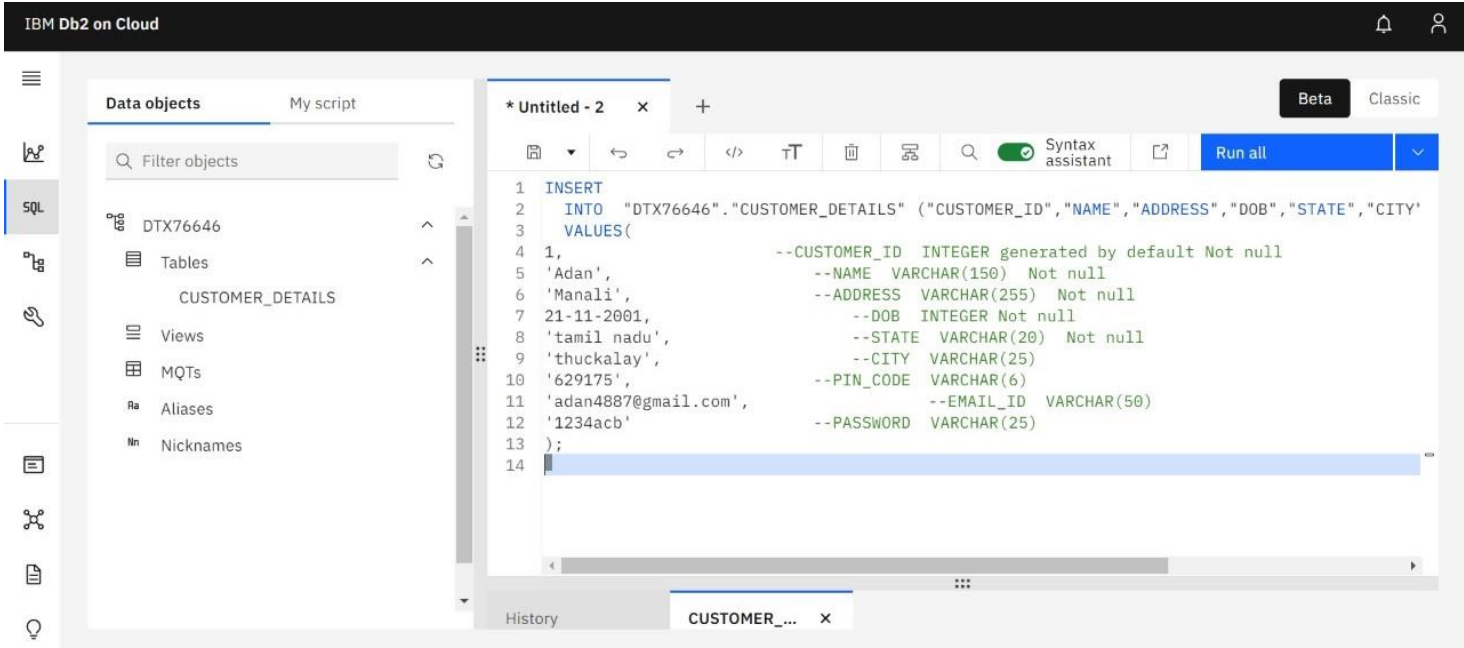 IBM Db2 on Cloud
Data objects
My script
Filter objects
DTX76646
Tables
CUSTOMER_DETAILS
Views
MQTs
Aliases
Nicknames
SQL
* Untitled - 2
Beta
Classic
Syntax
assistant
Run all
1 INSERT
2 INTO "DTX76646"."CUSTOMER_DETAILS" ("CUSTOMER_ID","NAME","ADDRESS","DOB","STATE","CITY"
3 VALUES(
4 1, --CUSTOMER_ID INTEGER generated by default Not null
5 'Adan', --NAME VARCHAR(150) Not null
6 'Manali', --ADDRESS VARCHAR(255) Not null
7 21-11-2001, --DOB INTEGER Not null
8 'tamil nadu', --STATE VARCHAR(20) Not null
9 'thuckalay', --CITY VARCHAR(25)
10 '629175', --PIN_CODE VARCHAR(6)
11 'adan4887@gmail.com', --EMAIL_ID VARCHAR(50)
12 '1234acb' --PASSWORD VARCHAR(25)
13 );
14
History
CUSTOMER_...